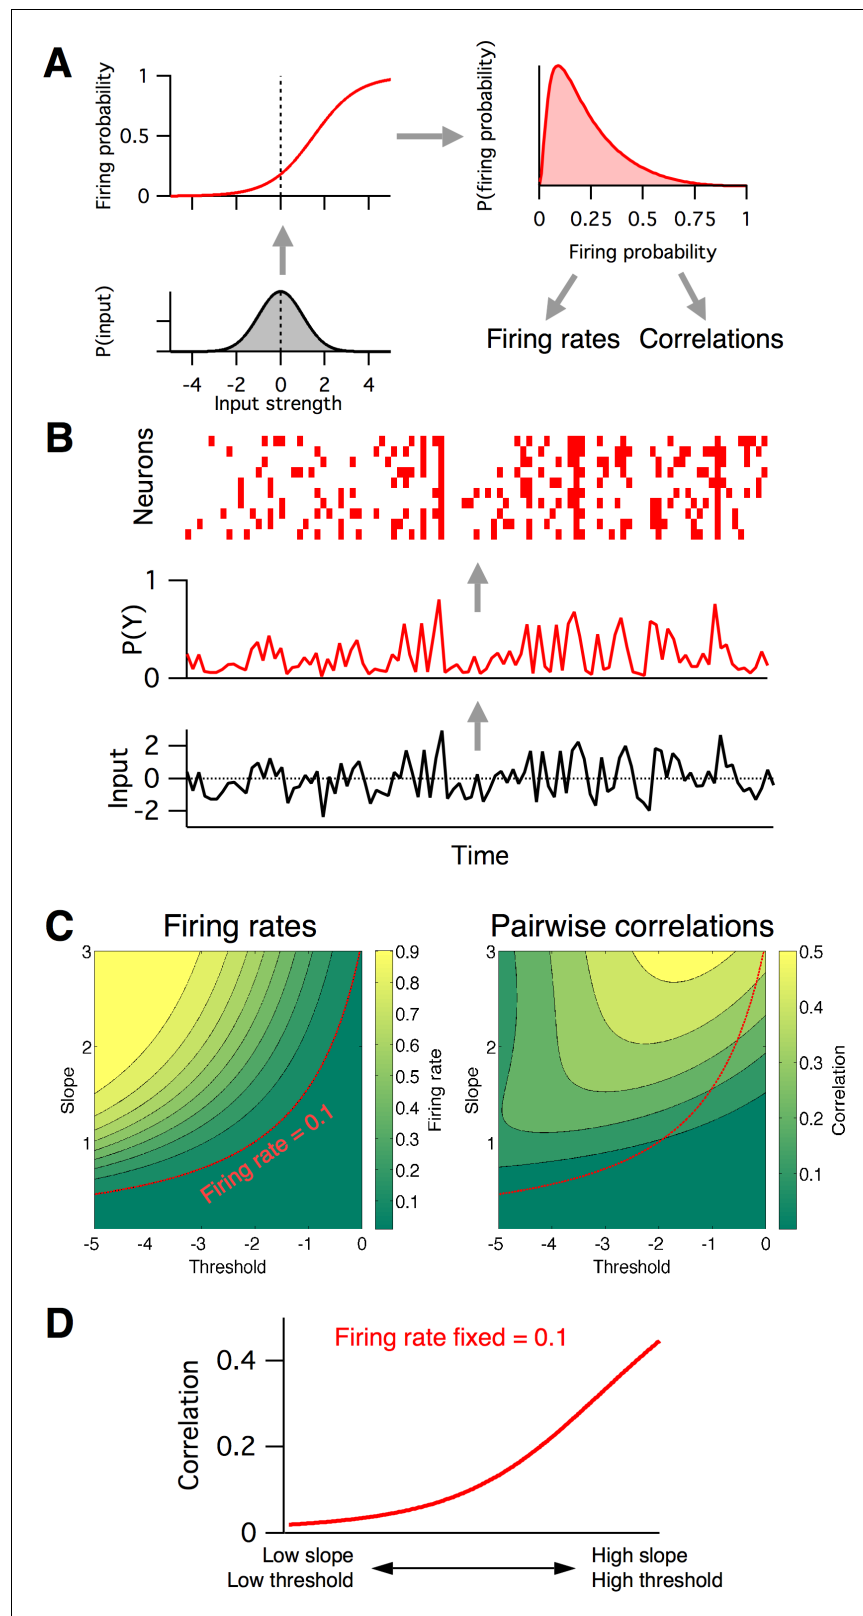 A
Firing probability
1
0.5
0
P(input)
-4 -2 0 2 4
Input strength
P(firing probability)
0 0.25 0.5 0.75 1
Firing probability
Firing rates Correlations
B
Neurons
1
P(Y)
0
2
Input
0
-2
Time
C
Firing rates
3
2
1
Slope
Firing rate = 0.1
-5 -4 -3 -2 -1 0
Threshold
0.9
0.8
0.7
0.6
0.5
0.4
0.3
0.2
0.1
Firing rate
Pairwise correlations
3
2
1
Slope
-5 -4 -3 -2 -1 0
Threshold
0.5
0.4
0.3
0.2
0.1
Correlation
D
Firing rate fixed = 0.1
Correlation
0.4
0.2
0
Low slope
Low threshold
High slope
High threshold